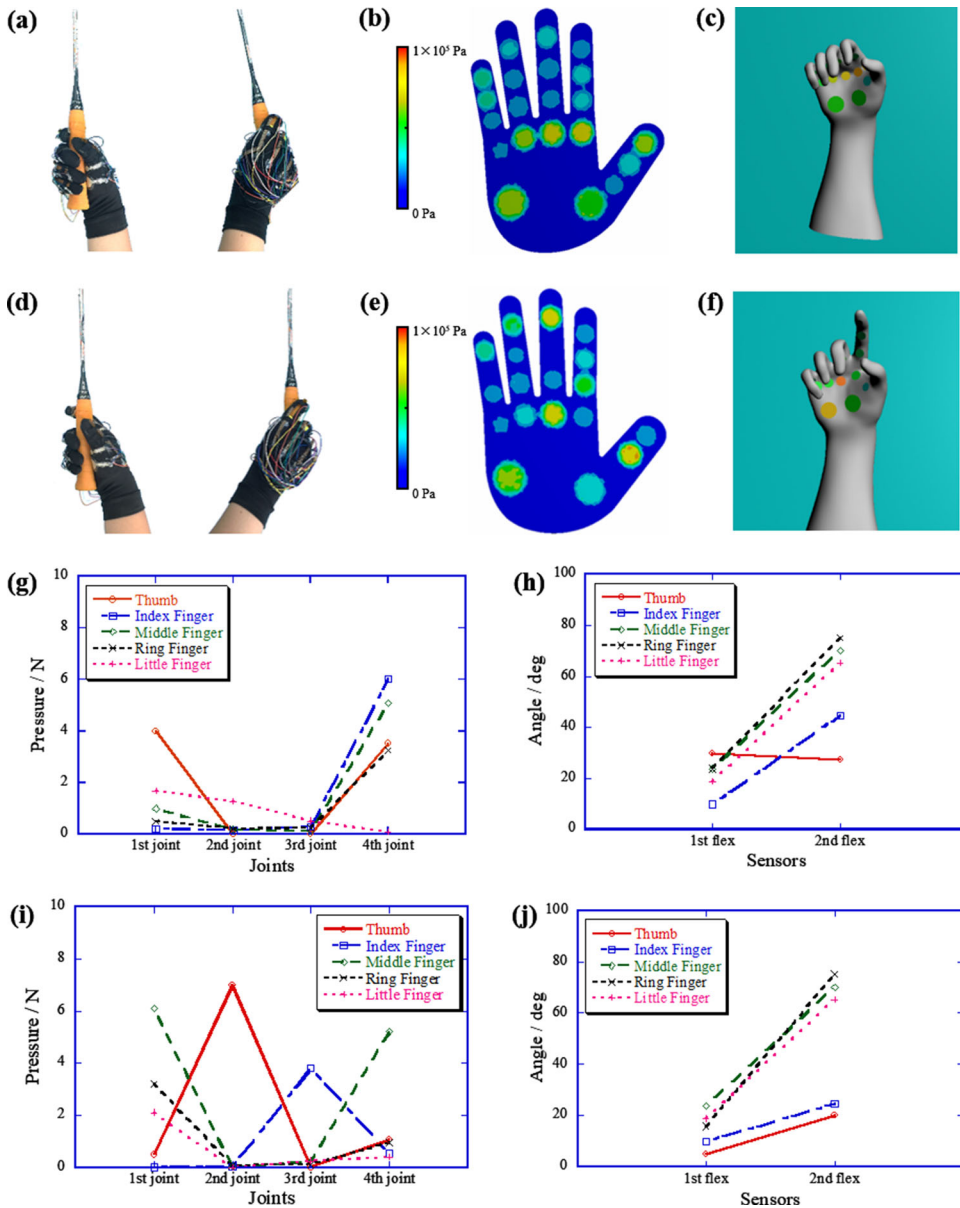 (a)
(b)
(c)
1×10⁵ Pa
0 Pa
(d)
(e)
(f)
1×10⁵ Pa
0 Pa
(g)
10
8
6
4
2
0
Pressure / N
Thumb
Index Finger
Middle Finger
Ring Finger
Little Finger
1st joint 2nd joint 3rd joint 4th joint
Joints
(h)
100
80
60
40
20
0
Angle / deg
Thumb
Index Finger
Middle Finger
Ring Finger
Little Finger
1st flex 2nd flex
Sensors
(i)
10
8
6
4
2
0
Pressure / N
Thumb
Index Finger
Middle Finger
Ring Finger
Little Finger
1st joint 2nd joint 3rd joint 4th joint
Joints
(j)
100
80
60
40
20
0
Angle / deg
Thumb
Index Finger
Middle Finger
Ring Finger
Little Finger
1st flex 2nd flex
Sensors